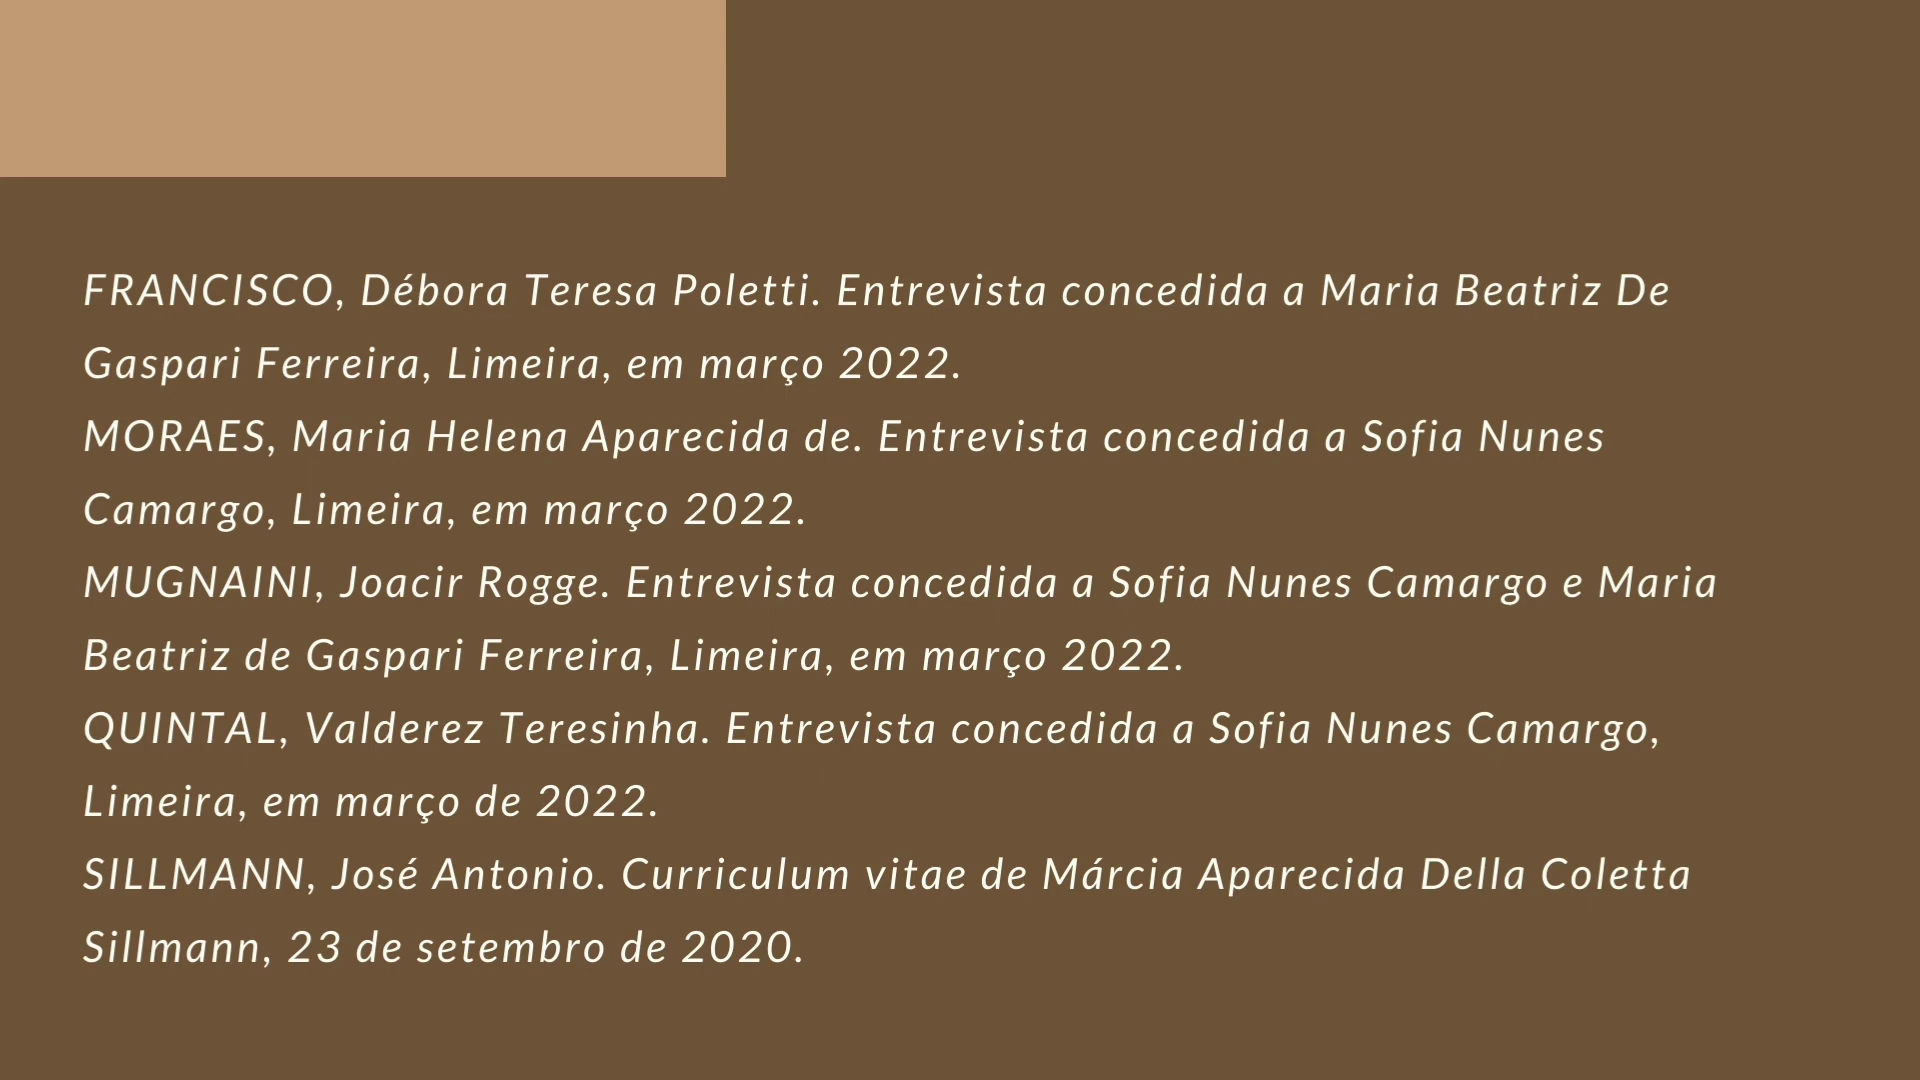 FRANCISCO, Débora Teresa Poletti. Entrevista concedida a Maria Beatriz De
Gaspari Ferreira, Limeira, em março 2022.
MORAES, Maria Helena Aparecida de. Entrevista concedida a Sofia Nunes
Camargo, Limeira, em março 2022.
MUGNAINI, Joacir Rogge. Entrevista concedida a Sofia Nunes Camargo e Maria
Beatriz de Gaspari Ferreira, Limeira, em março 2022.
QUINTAL, Valderez Teresinha. Entrevista concedida a Sofia Nunes Camargo,
Limeira, em março de 2022.
SILLMANN, José Antonio. Curriculum vitae de Márcia Aparecida Della Coletta
Sillmann, 23 de setembro de 2020.